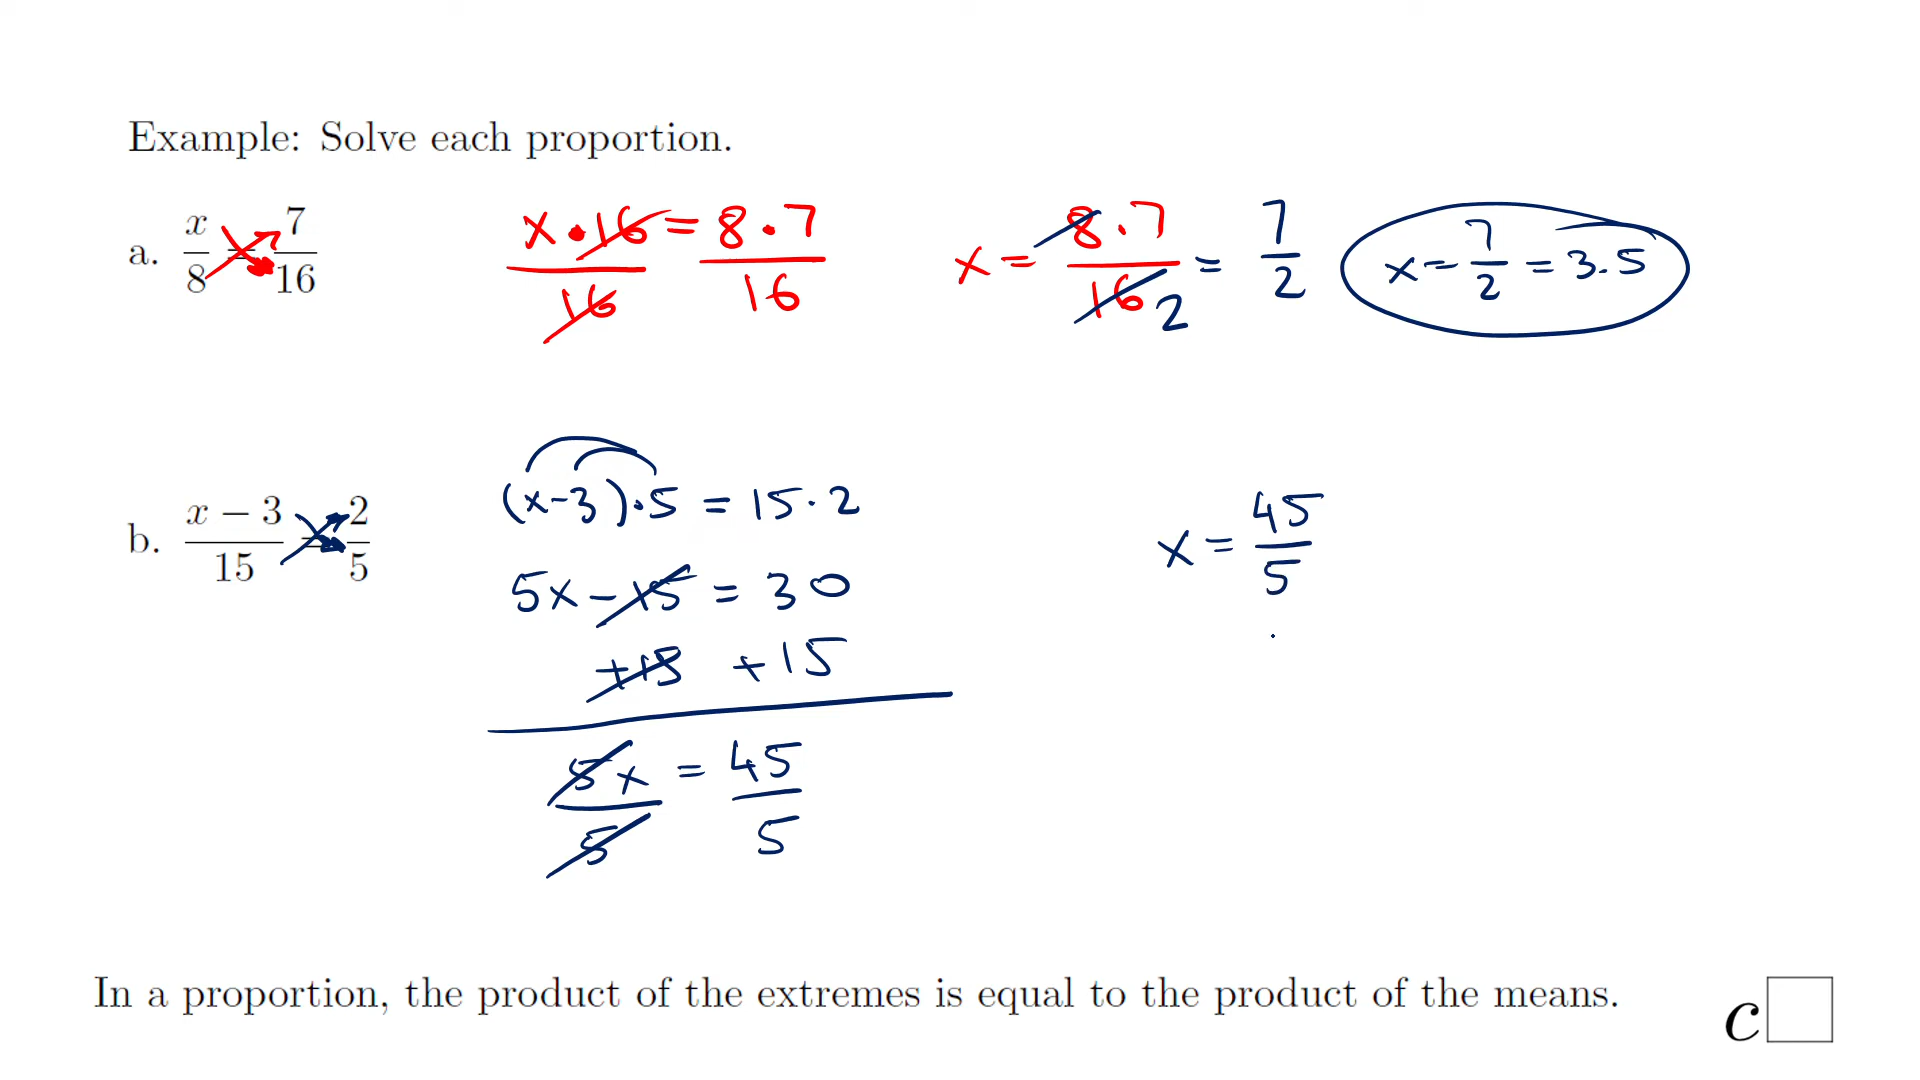 Example: Solve each proportion.
a. x/8 = 7/16
x · 16 = 8 · 7
16 16
x = 8 · 7 / 16 2 = 7/2
x = 7/2 = 3.5
b. x − 3 / 15 = 2/5
(x − 3) · 5 = 15 · 2
5x − 15 = 30
+15 +15
5x = 45
5 5
x = 45/5
In a proportion, the product of the extremes is equal to the product of the means.
c